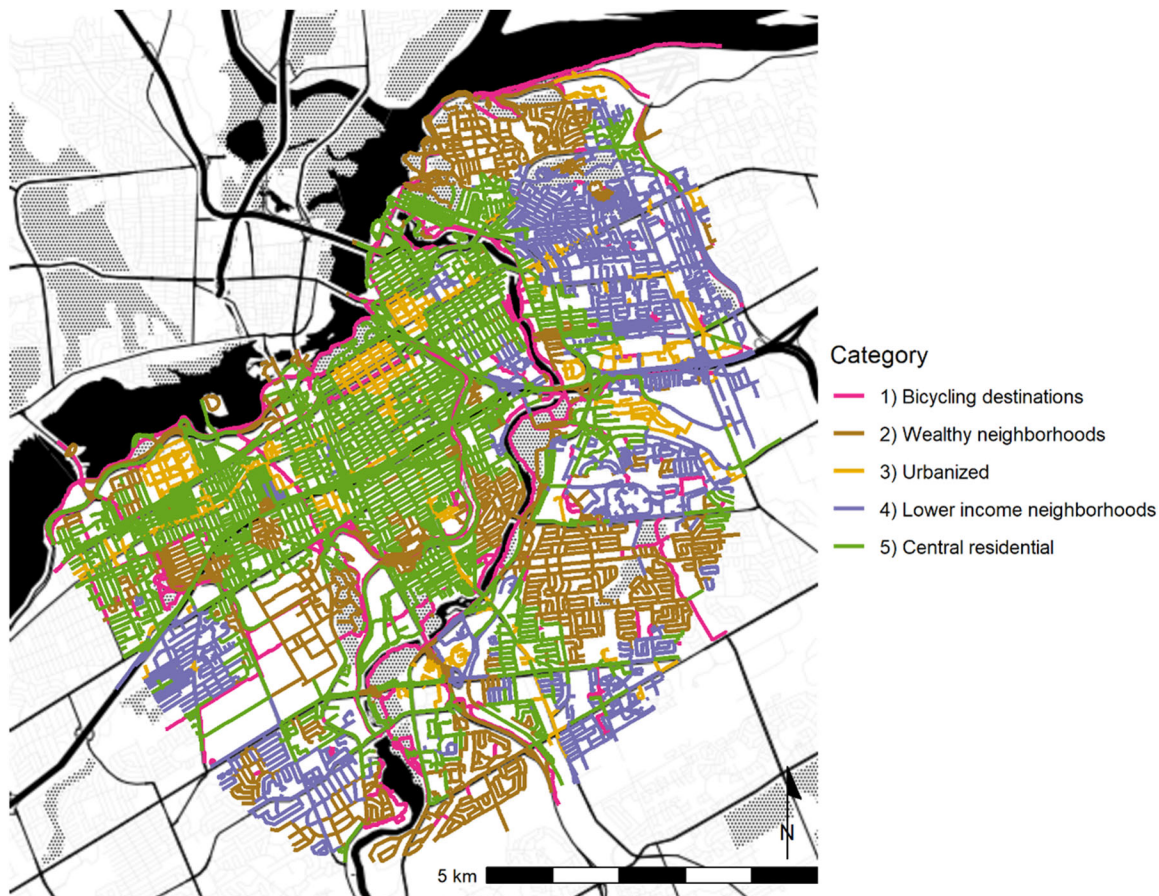 Category
1) Bicycling destinations
2) Wealthy neighborhoods
3) Urbanized
4) Lower income neighborhoods
5) Central residential
N
5 km